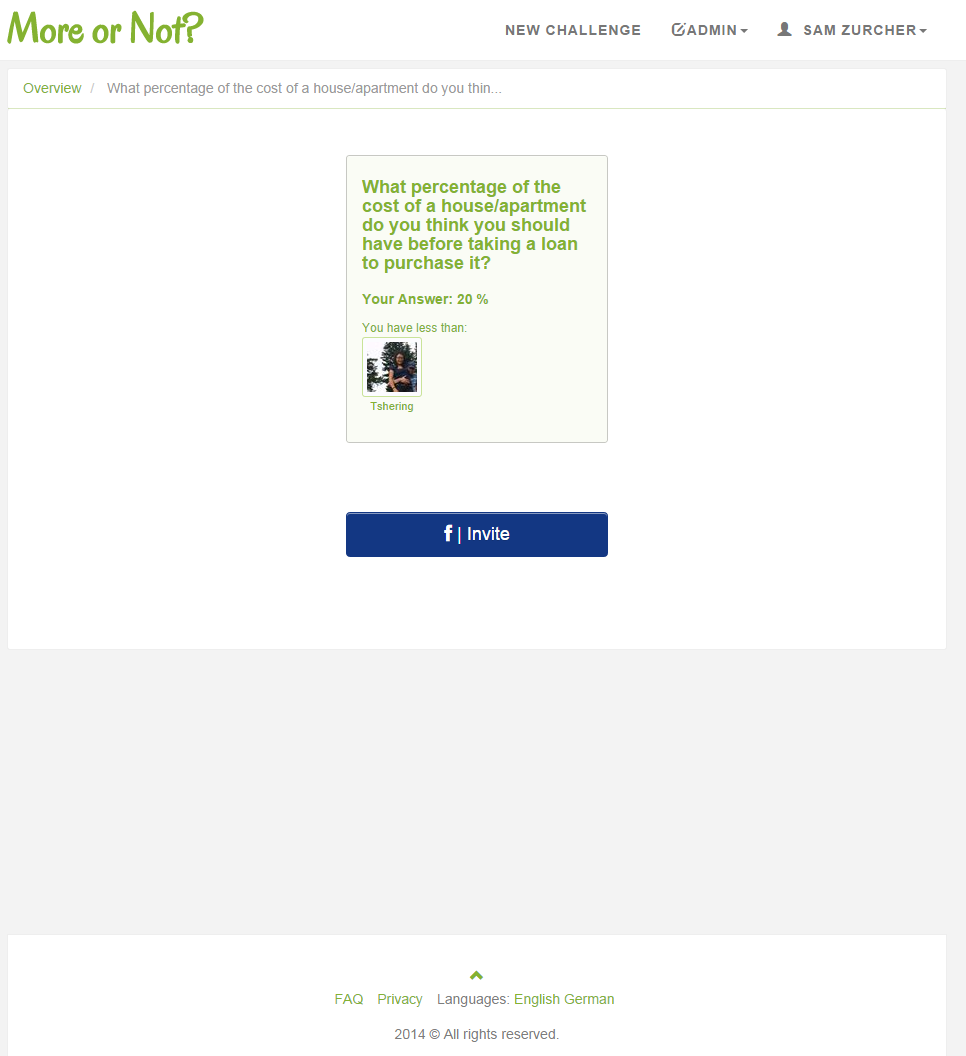 More or Not?
NEW CHALLENGE ADMIN SAM ZURCHER
Overview / What percentage of the cost of a house/apartment do you thin...
What percentage of the
cost of a house/apartment
do you think you should
have before taking a loan
to purchase it?
Your Answer: 20 %
You have less than:
Tshering
f | Invite
FAQ Privacy Languages: English German
2014 © All rights reserved.